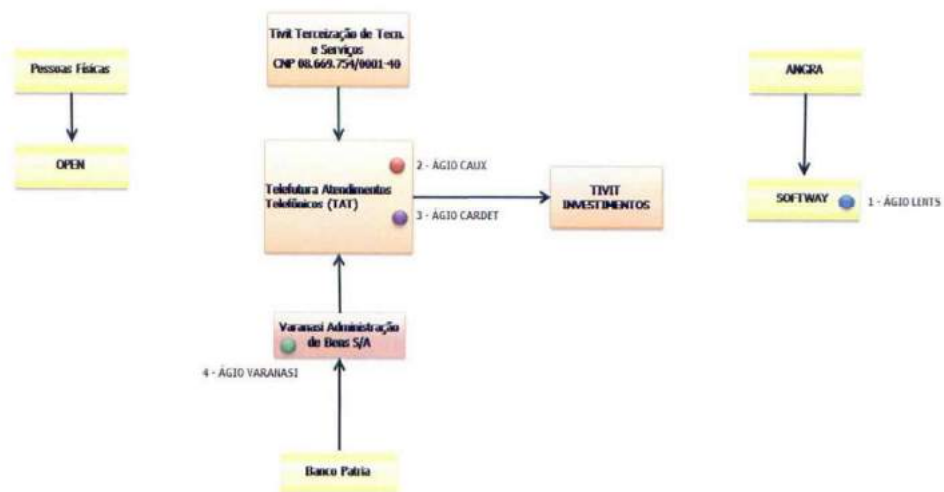 Tivit Terceização de Tecn.
e Serviços
CNP 08.669.754/0001-40
Pessoas Físicas
ANGRA
OPEN
2 - ÁGIO CAUX
Telefutura Atendimentos
Telefônicos (TAT)
3 - ÁGIO CARDET
TIVIT
INVESTIMENTOS
SOFTWAY
1 - ÁGIO LENTS
Varanasi Administração
de Bens S/A
4 - ÁGIO VARANASI
Banco Patria